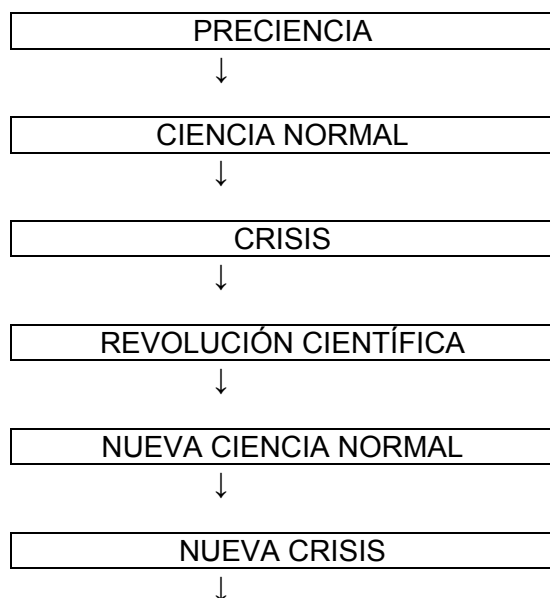 PRECIENCIA
↓
CIENCIA NORMAL
↓
CRISIS
↓
REVOLUCIÓN CIENTÍFICA
↓
NUEVA CIENCIA NORMAL
↓
NUEVA CRISIS
↓